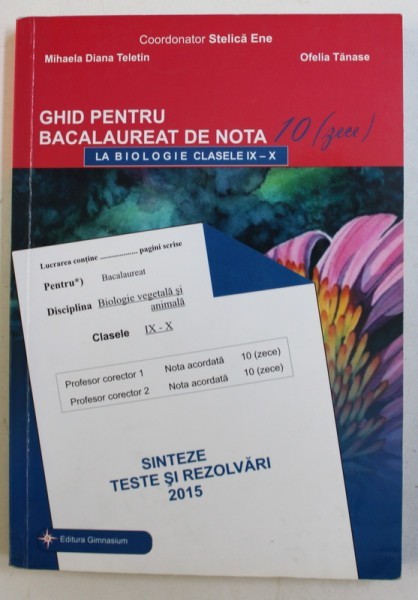 Coordonator Stelică Ene
Mihaela Diana Teletin Ofelia Tănase
GHID PENTRU
BACALAUREAT DE NOTA 10 (zece)
LA BIOLOGIE CLASELE IX – X
Lucrarea conține .................. pagini scrise
Pentru*) Bacalaureat
Disciplina Biologie vegetală și
animală
Clasele IX - X
Profesor corector 1 Nota acordată 10 (zece)
Profesor corector 2 Nota acordată 10 (zece)
SINTEZE
TESTE ȘI REZOLVĂRI
2015
Editura Gimnasium